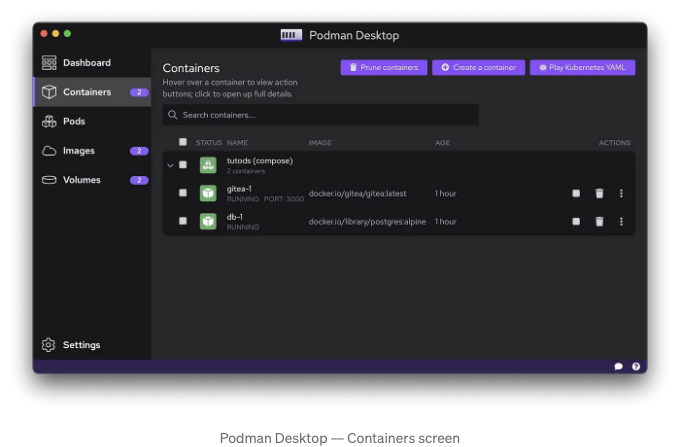 Podman Desktop
Dashboard
Containers 2
Pods
Images 2
Volumes 2
Settings
Containers
Hover over a container to view action
buttons; click to open up full details.
Prune containers
Create a container
Play Kubernetes YAML
Search containers...
STATUS NAME IMAGE AGE ACTIONS
tutods (compose)
2 containers
gitea-1
RUNNING PORT:3000
docker.io/gitea/gitea:latest 1 hour
db-1
RUNNING
docker.io/library/postgres:alpine 1 hour
Podman Desktop — Containers screen